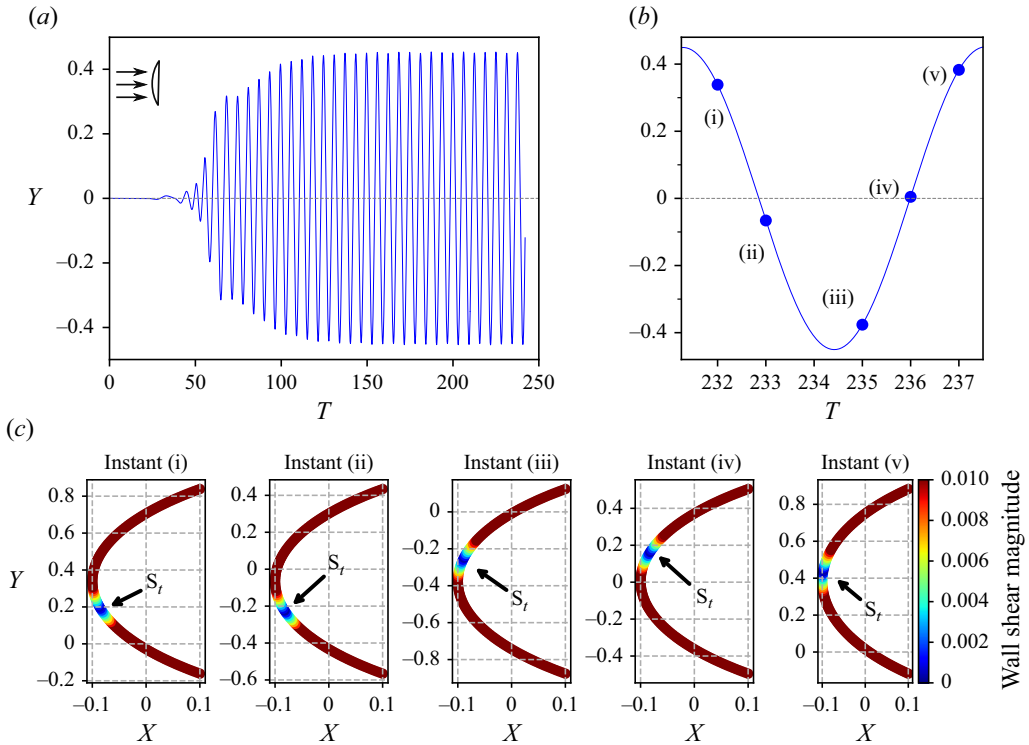 (a)
0.4
0.2
Y
0
–0.2
–0.4
0
50
100
150
200
250
T
(b)
0.4
0.2
0
–0.2
–0.4
(i)
(ii)
(iii)
(iv)
(v)
232
233
234
235
236
237
T
(c)
Instant (i)
Instant (ii)
Instant (iii)
Instant (iv)
Instant (v)
Y
0.8
0.6
0.4
0.2
0
–0.2
St
–0.1
0
0.1
X
0.4
0.2
0
–0.2
–0.4
–0.6
St
–0.1
0
0.1
X
0
–0.2
–0.4
–0.6
–0.8
St
–0.1
0
0.1
X
0.4
0.2
0
–0.2
–0.4
St
–0.1
0
0.1
X
0.8
0.6
0.4
0.2
0
St
–0.1
0
0.1
X
0.010
0.008
0.006
0.004
0.002
0
Wall shear magnitude